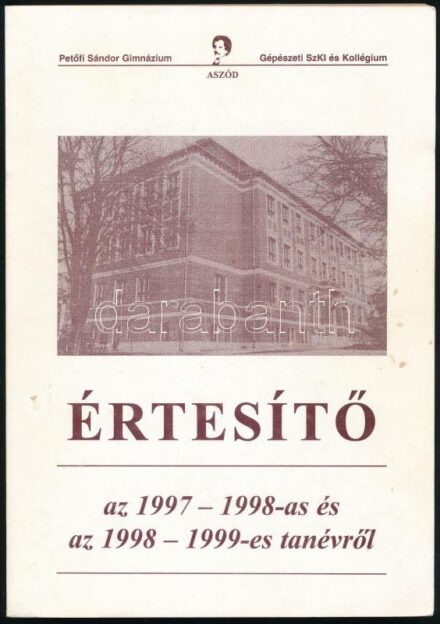 Petőfi Sándor Gimnázium Gépészeti SzKI és Kollégium
ASZÓD
darabanth
ÉRTESÍTŐ
az 1997 – 1998-as és
az 1998 – 1999-es tanévről